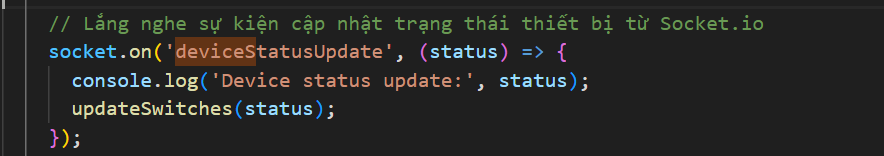 // Lắng nghe sự kiện cập nhật trạng thái thiết bị từ Socket.io
socket.on('deviceStatusUpdate', (status) => {
console.log('Device status update:', status);
updateSwitches(status);
});